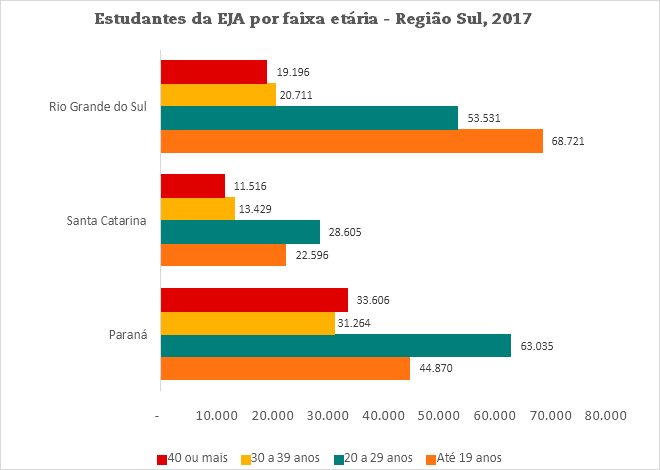 Estudantes da EJA por faixa etária - Região Sul, 2017
19.196
20.711
Rio Grande do Sul
53.531
68.721
11.516
13.429
Santa Catarina
28.605
22.596
33.606
31.264
Paraná
63.035
44.870
- 10.000 20.000 30.000 40.000 50.000 60.000 70.000 80.000
40 ou mais 30 a 39 anos 20 a 29 anos Até 19 anos